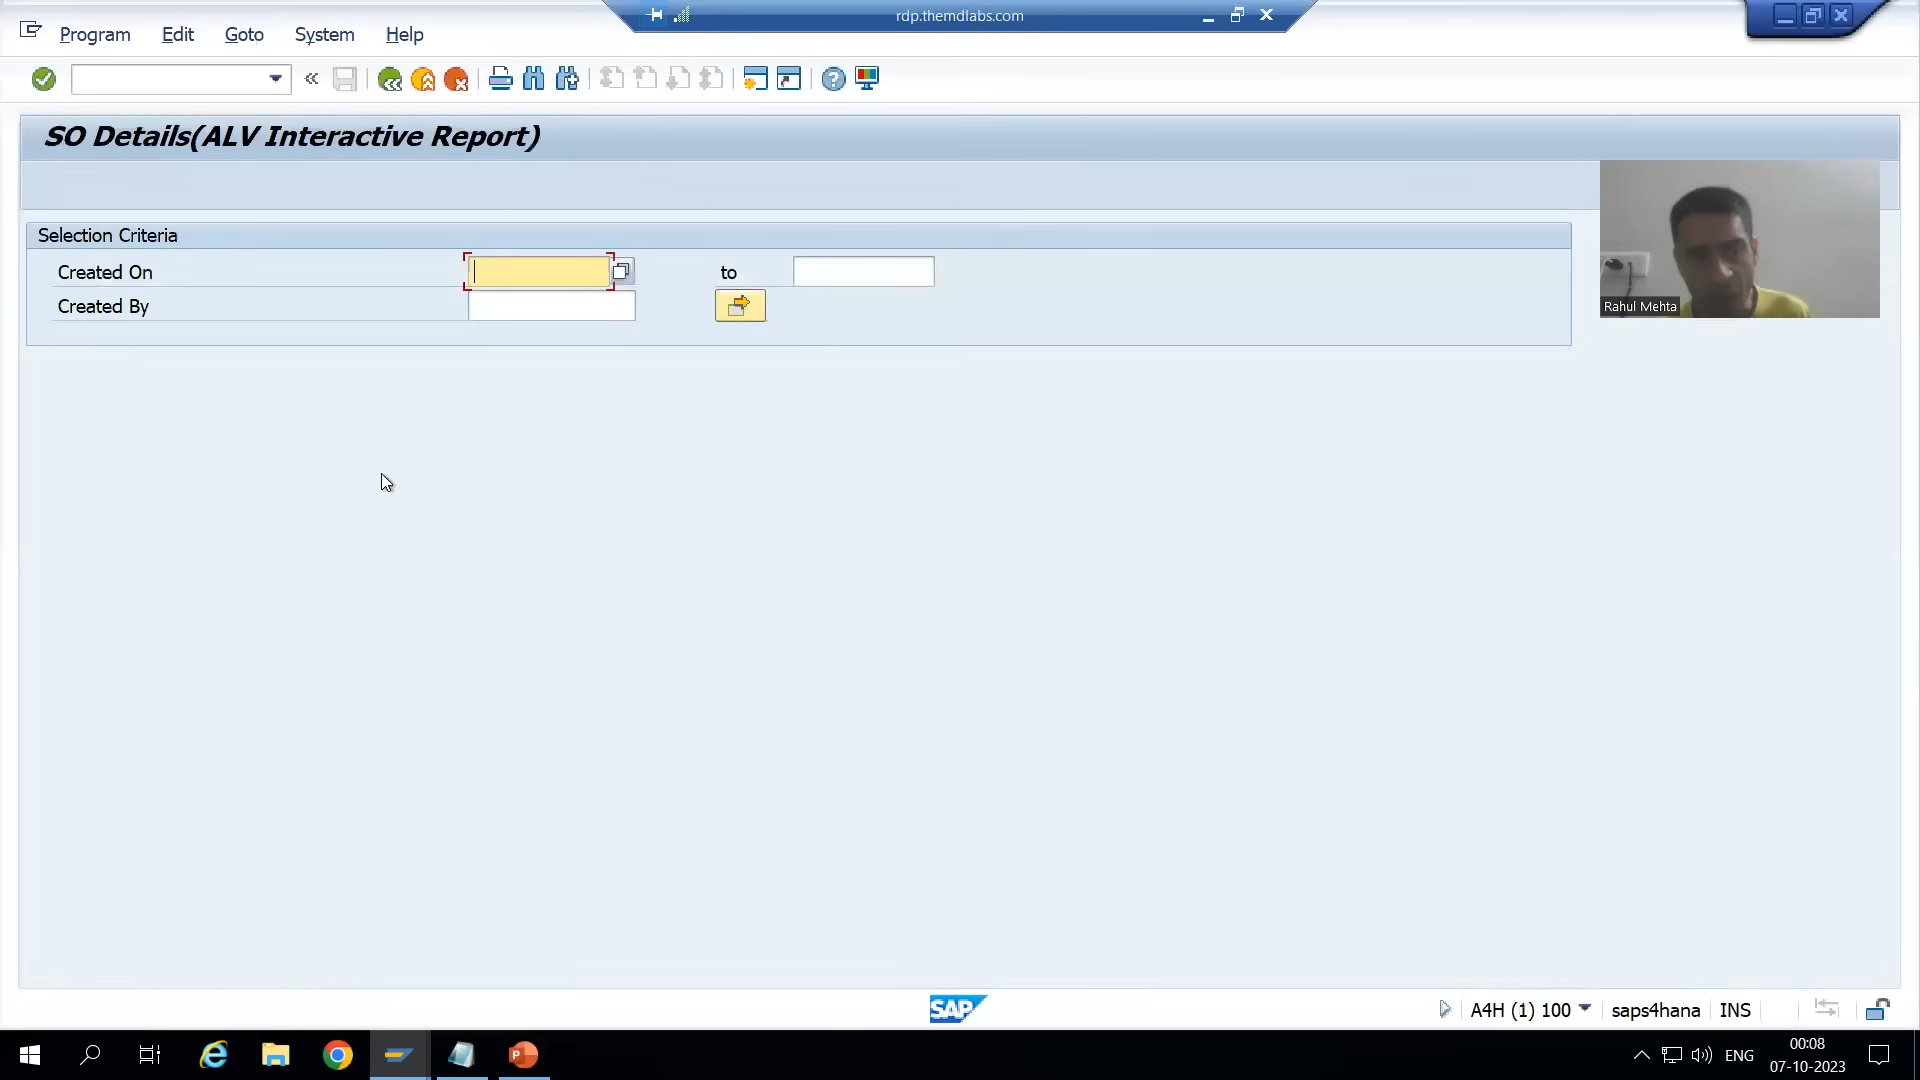 rdp.themdlabs.com
Program Edit Goto System Help
SO Details(ALV Interactive Report)
Selection Criteria
Created On to
Created By
Rahul Mehta
SAP
A4H (1) 100 saps4hana INS
ENG
00:08
07-10-2023